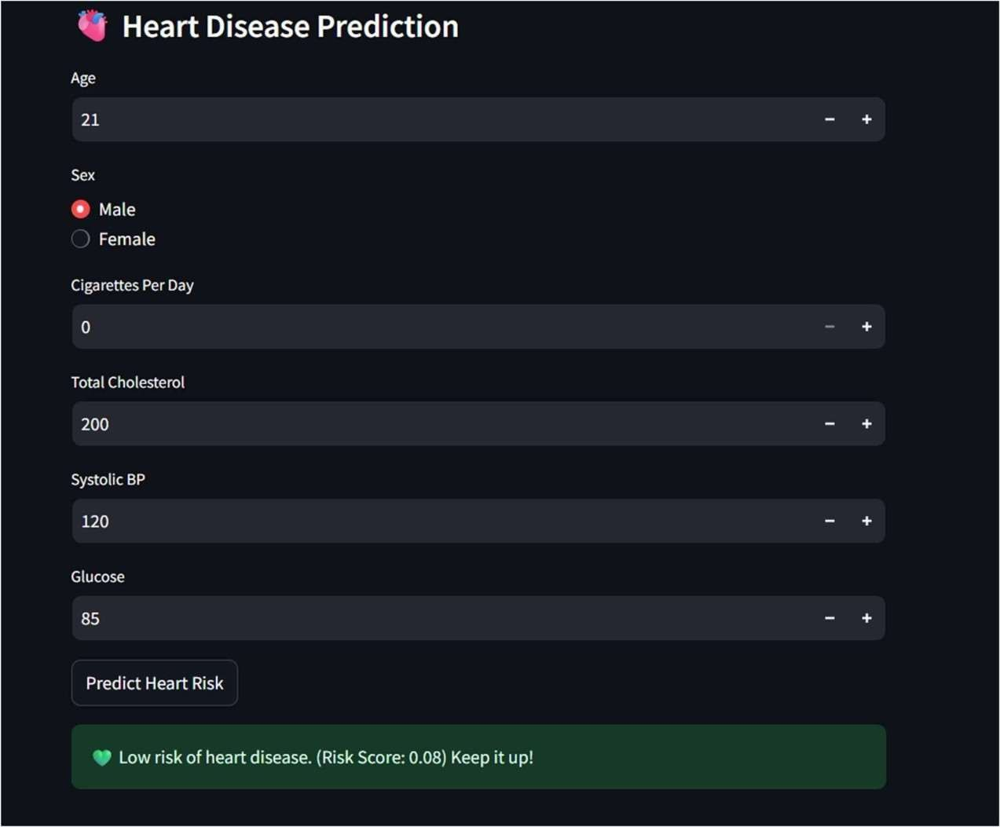 Heart Disease Prediction
Age
21
Sex
Male
Female
Cigarettes Per Day
0
Total Cholesterol
200
Systolic BP
120
Glucose
85
Predict Heart Risk
Low risk of heart disease. (Risk Score: 0.08) Keep it up!